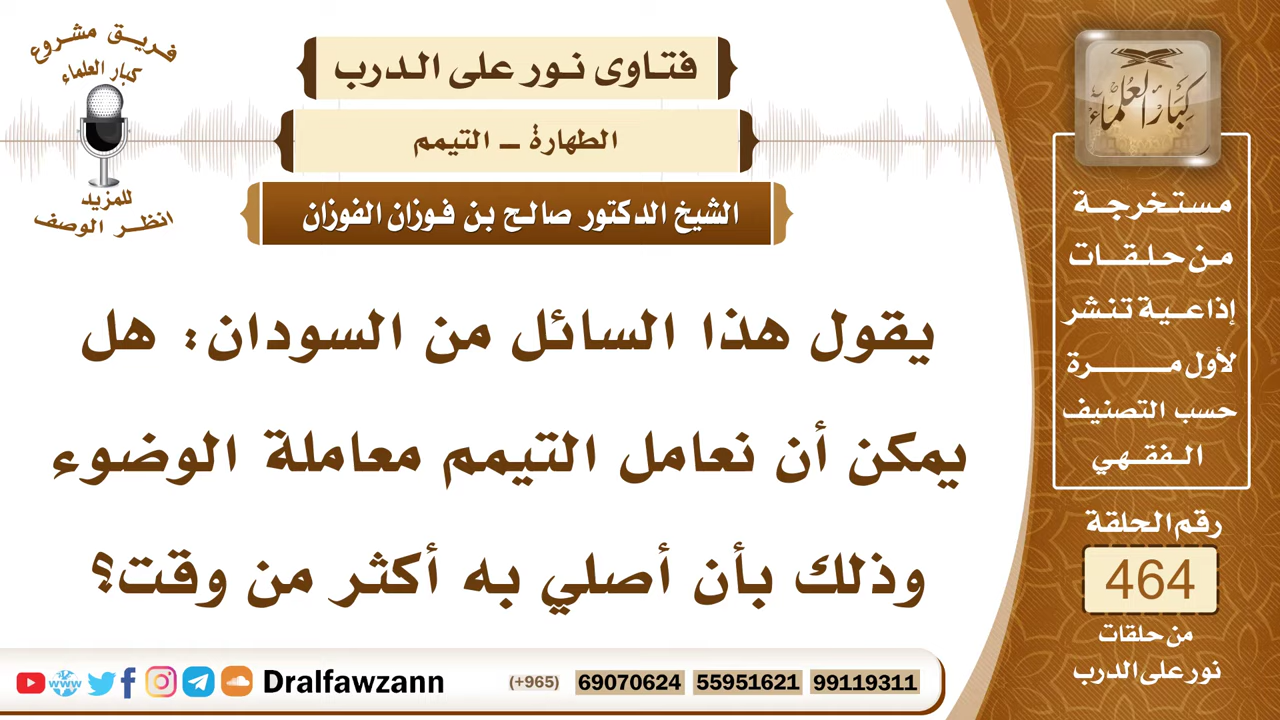 فريق مشروع
كبار العلماء
للمزيد
انظر الوصف
فتاوى نور على الدرب
الطهارة - التيمم
الشيخ الدكتور صالح بن فوزان الفوزان
يقول هذا السائل من السودان: هل
يمكن أن نعامل التيمم معاملة الوضوء
وذلك بأن أصلي به أكثر من وقت؟
كبار العلماء
مستخرجة
من حلقات
إذاعية تنشر
لأول مرة
حسب التصنيف
الفقهي
رقم الحلقة
464
من حلقات
نور على الدرب
www Dralfawzann (+965) 69070624 55951621 99119311